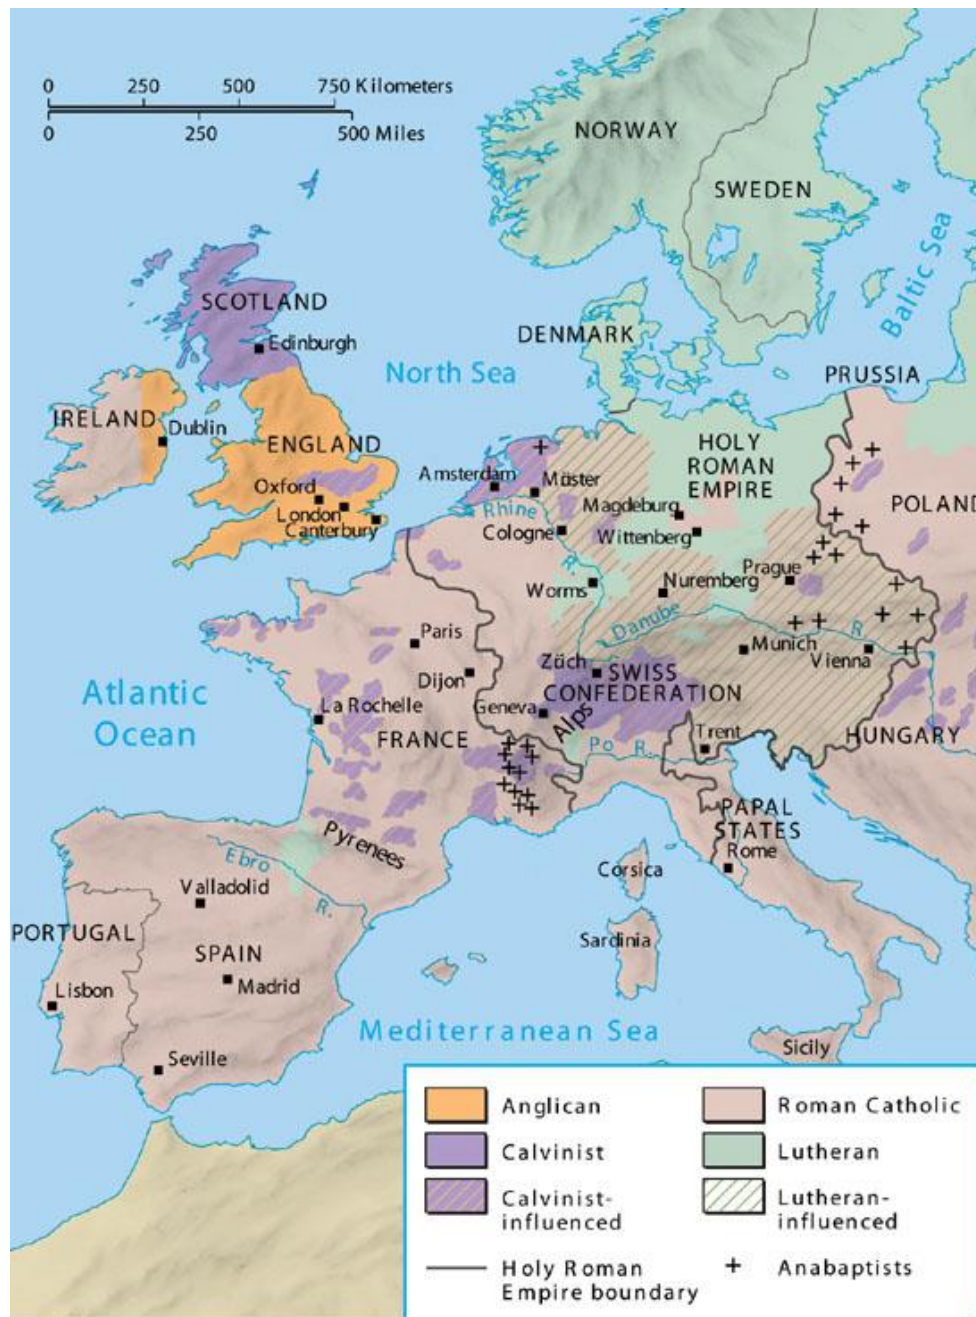 0 250 500 750 Kilometers
0 250 500 Miles
NORWAY
SWEDEN
Baltic Sea
SCOTLAND
Edinburgh
DENMARK
North Sea
PRUSSIA
IRELAND
Dublin
ENGLAND
HOLY
ROMAN
EMPIRE
Amsterdam
Müster
Oxford
London
Canterbury
Rhine
R.
Magdeburg
POLAND
Cologne
Wittenberg
Prague
Worms
Nuremberg
Danube
R
Paris
Munich
Vienna
Züch
SWISS
CONFEDERATION
Dijon
Atlantic
Ocean
La Rochelle
Geneva
Alps
FRANCE
Po R.
Trent
HUNGARY
PAPAL
STATES
Rome
Pyrenees
Ebro
R.
Corsica
Valladolid
PORTUGAL
SPAIN
Sardinia
Lisbon
Madrid
Mediterranean Sea
Seville
Sicily
Anglican
Roman Catholic
Calvinist
Lutheran
Calvinist-
influenced
Lutheran-
influenced
Holy Roman
Empire boundary
Anabaptists